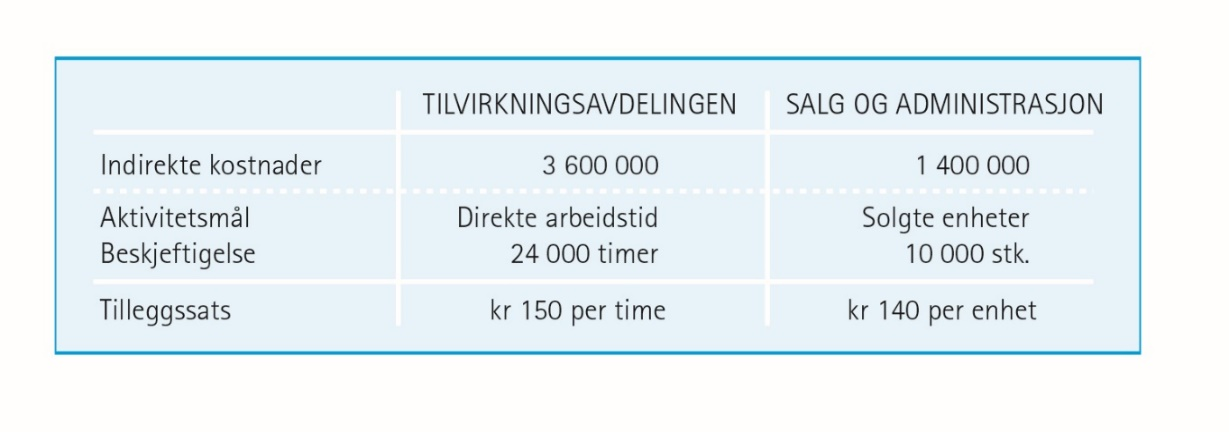 TILVIRKNINGSAVDELINGEN SALG OG ADMINISTRASJON
Indirekte kostnader 3 600 000 1 400 000
Aktivitetsmål Direkte arbeidstid Solgte enheter
Beskjeftigelse 24 000 timer 10 000 stk.
Tilleggssats kr 150 per time kr 140 per enhet